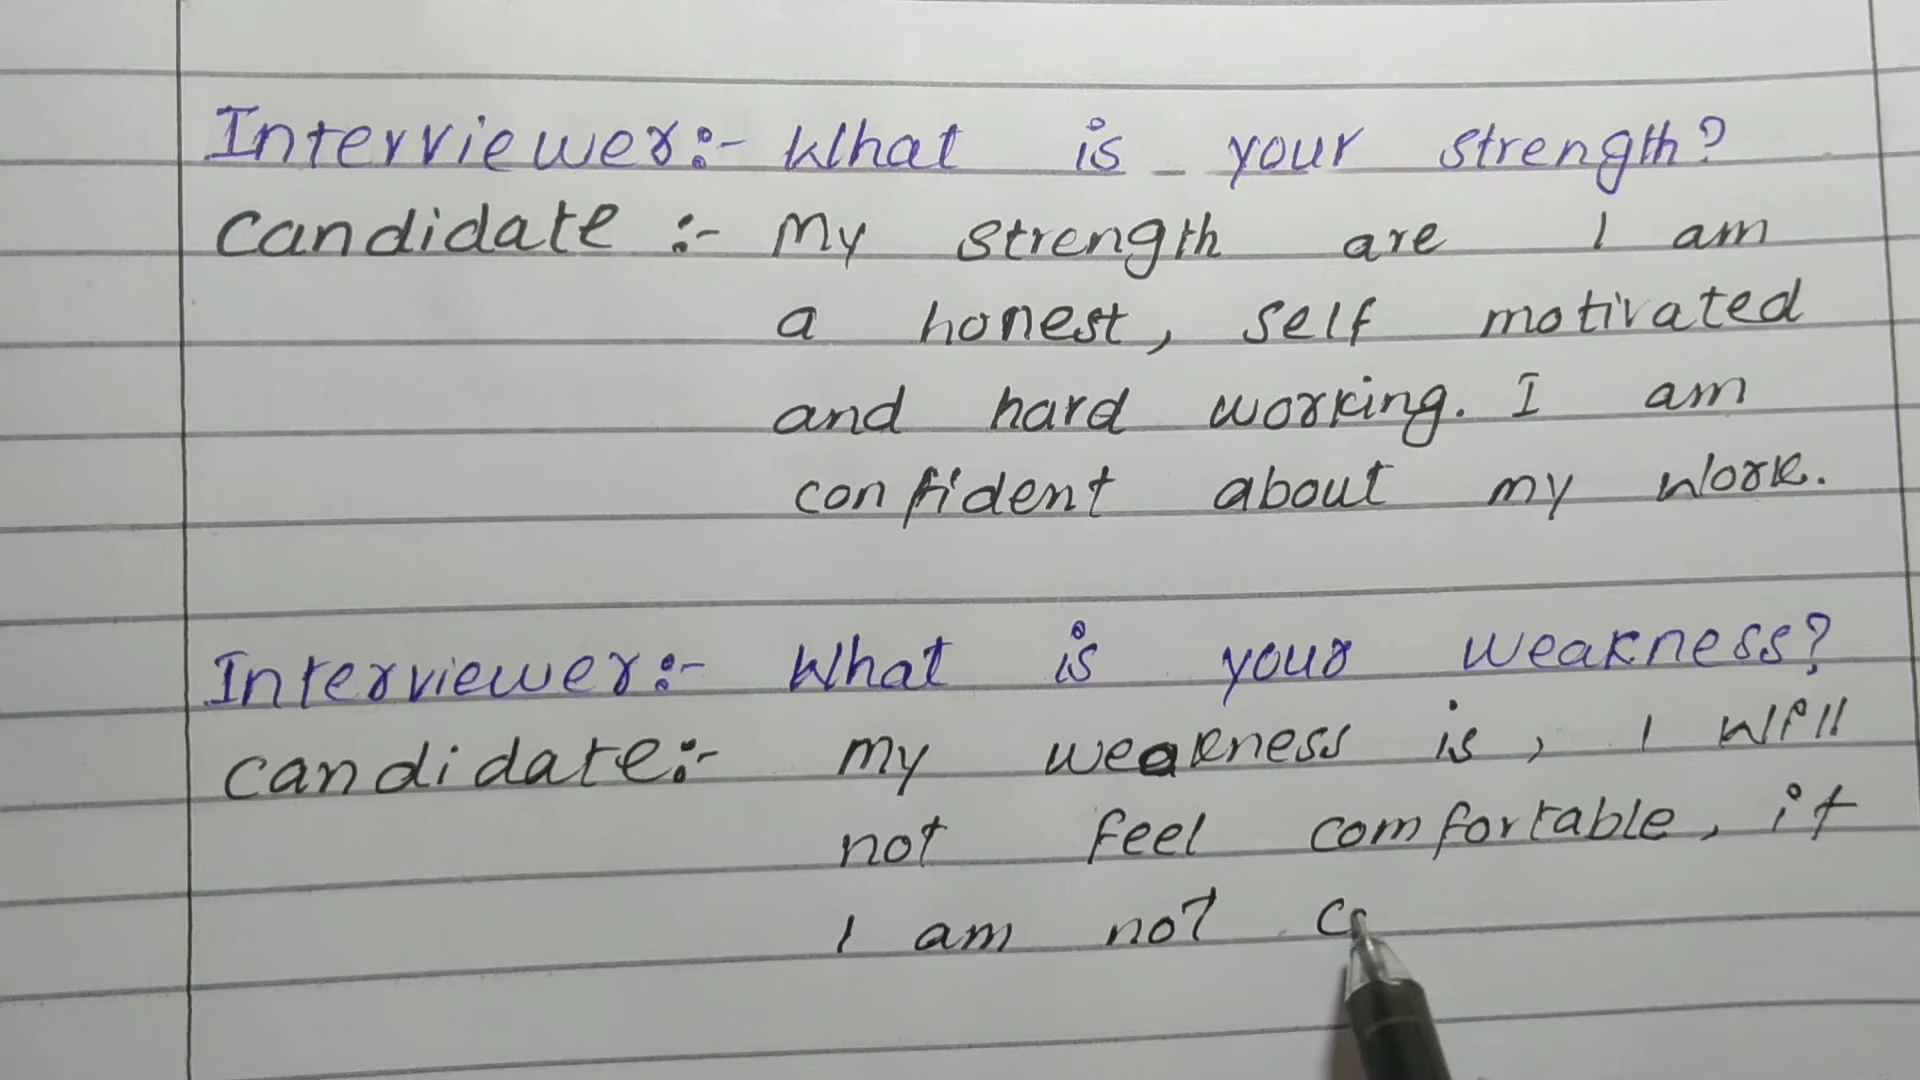 Interviewer:- What is your strength?
Candidate :- My strength are I am
a honest, self motivated
and hard working. I am
confident about my work.
Interviewer:- What is your weakness?
Candidate:- My weakness is, I will
not feel comfortable, if
I am not